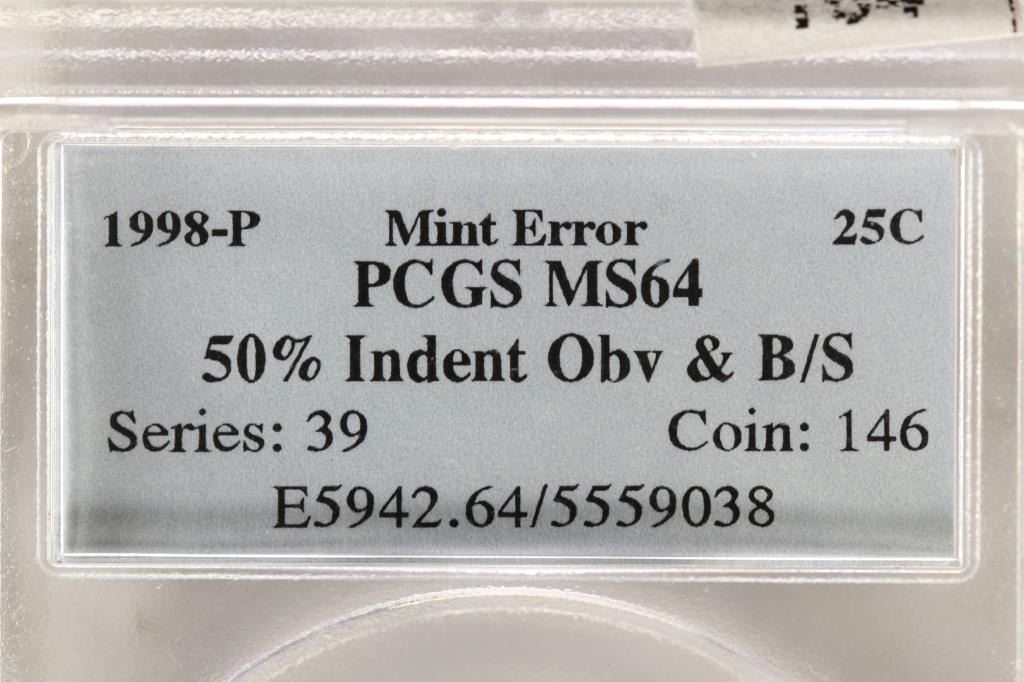 1998-P Mint Error 25C
PCGS MS64
50% Indent Obv & B/S
Series: 39 Coin: 146
E5942.64/5559038